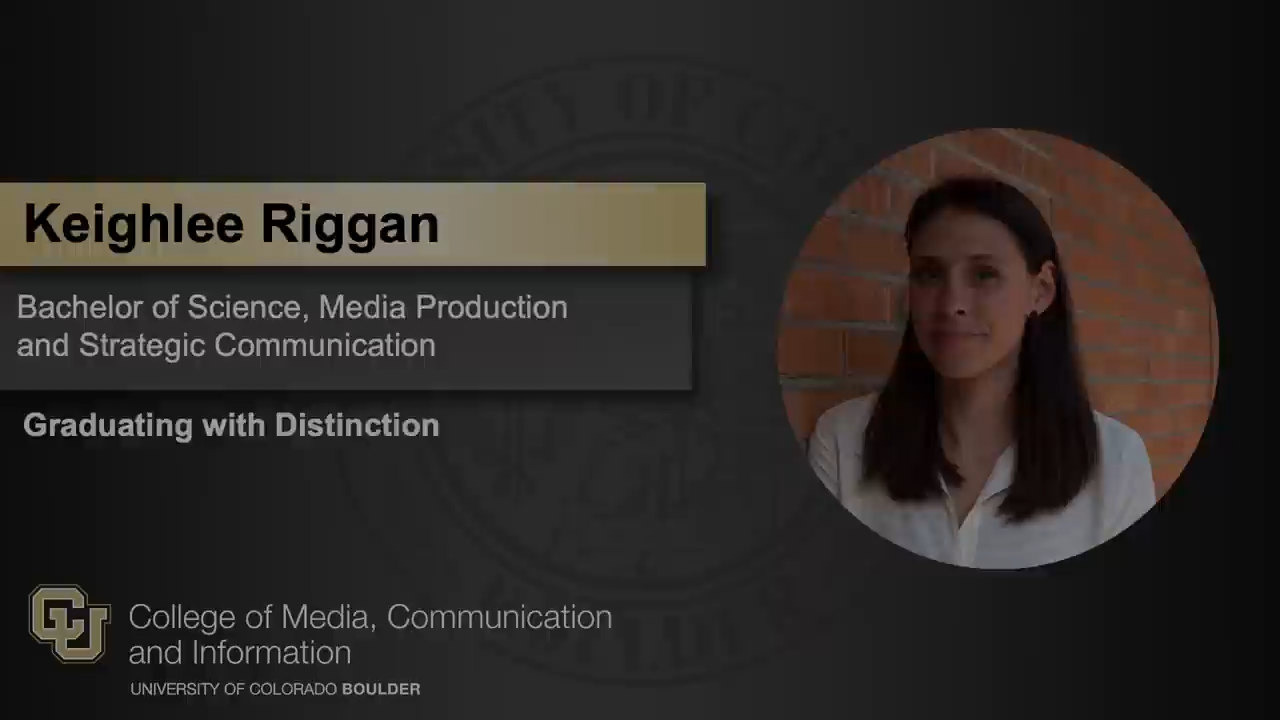 Keighlee Riggan
Bachelor of Science, Media Production
and Strategic Communication
Graduating with Distinction
CU
College of Media, Communication
and Information
UNIVERSITY OF COLORADO BOULDER